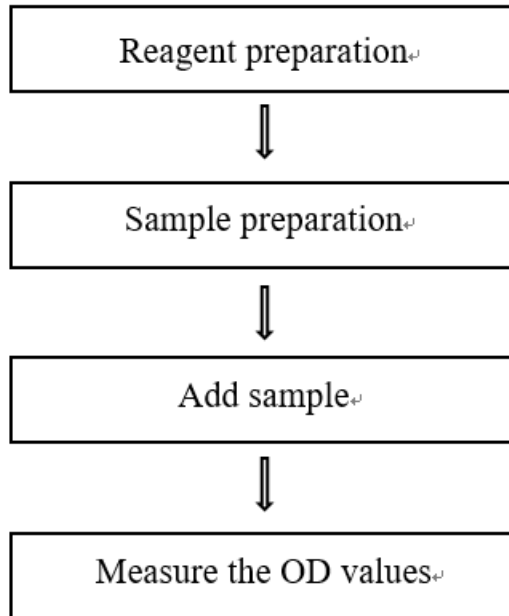 Reagent preparation
Sample preparation
Add sample
Measure the OD values